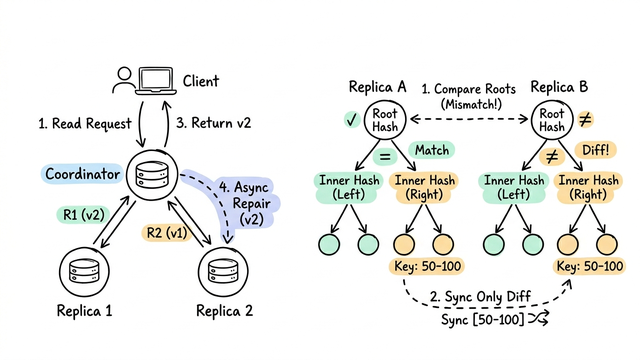 Client
1. Read Request
3. Return v2
Coordinator
4. Async
Repair
(v2)
R1 (v2)
R2 (v1)
Replica 1
Replica 2
Replica A
1. Compare Roots
(Mismatch!)
Replica B
✓
Root
Hash
Root
Hash
≠
=
Match
≠
Diff!
Inner Hash
(Left)
Inner Hash
(Right)
Inner Hash
(Left)
Inner Hash
(Right)
Key: 50-100
Key: 50-100
2. Sync Only Diff
Sync [50-100]